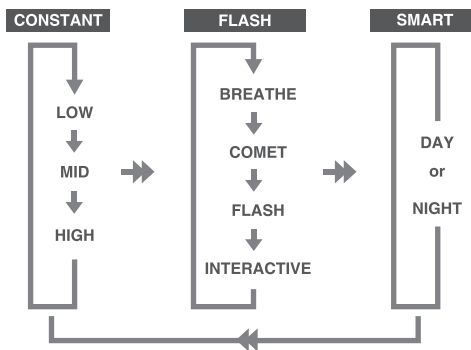 CONSTANT
LOW
MID
HIGH
FLASH
BREATHE
COMET
FLASH
INTERACTIVE
SMART
DAY
or
NIGHT